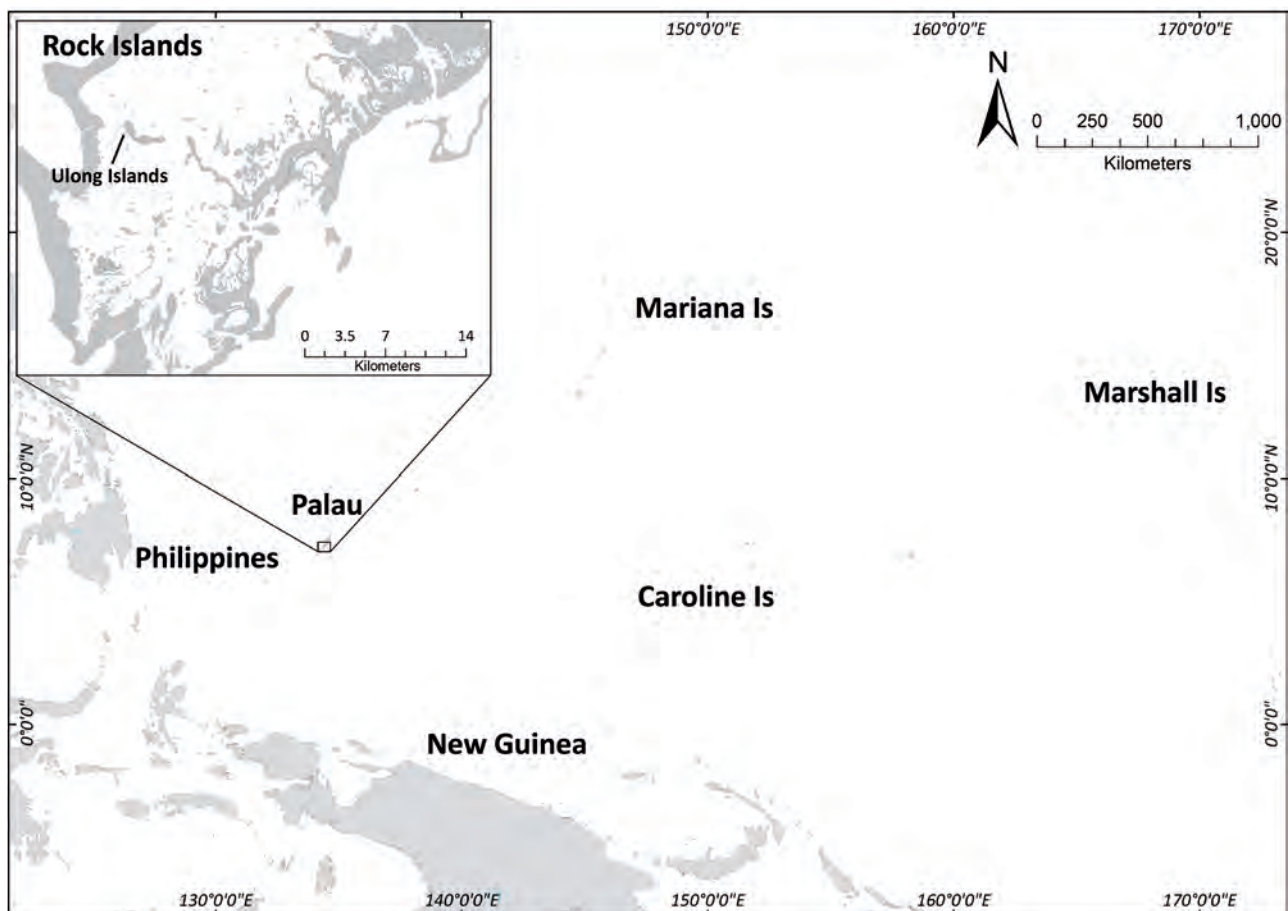 Rock Islands
Ulong Islands
0 3.5 7 14
Kilometers
150°0'0"E
160°0'0"E
170°0'0"E
N
0 250 500 1,000
Kilometers
20°0'0"N
Mariana Is
Marshall Is
10°0'0"N
10°0'0"N
Palau
Philippines
Caroline Is
0°0'0"
0°0'0"
New Guinea
130°0'0"E
140°0'0"E
150°0'0"E
160°0'0"E
170°0'0"E